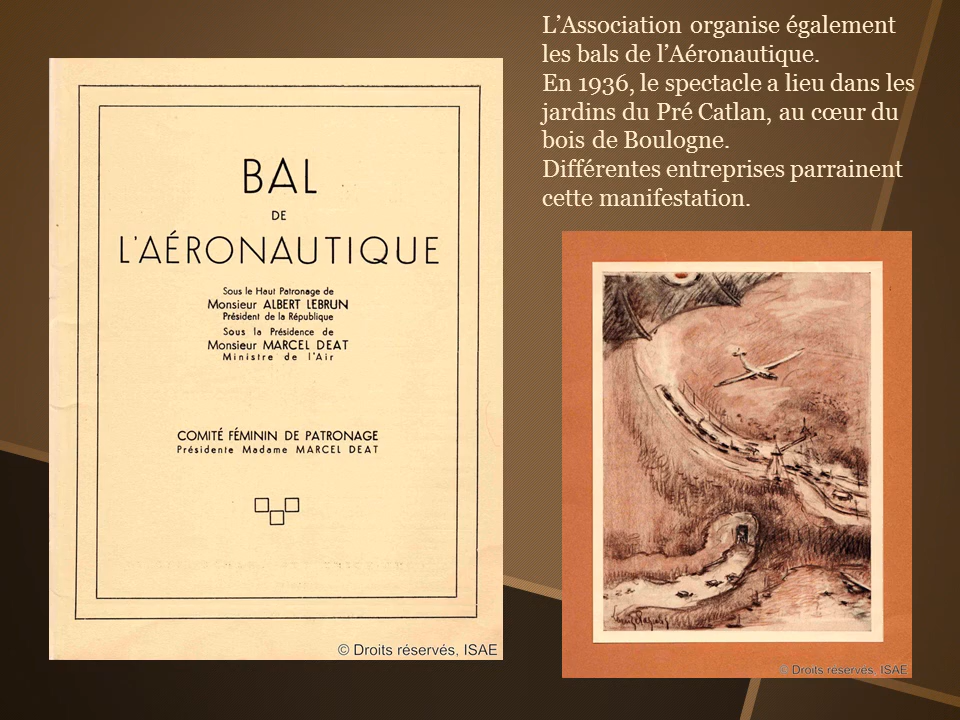 L’Association organise également
les bals de l’Aéronautique.
En 1936, le spectacle a lieu dans les
jardins du Pré Catlan, au cœur du
bois de Boulogne.
Différentes entreprises parrainent
cette manifestation.
BAL
DE
L'AÉRONAUTIQUE
Sous le Haut Patronage de
Monsieur ALBERT LEBRUN
Président de la République
Sous la Présidence de
Monsieur MARCEL DEAT
Ministre de l'Air
COMITÉ FÉMININ DE PATRONAGE
Présidente Madame MARCEL DEAT
© Droits réservés, ISAE
© Droits réservés, ISAE